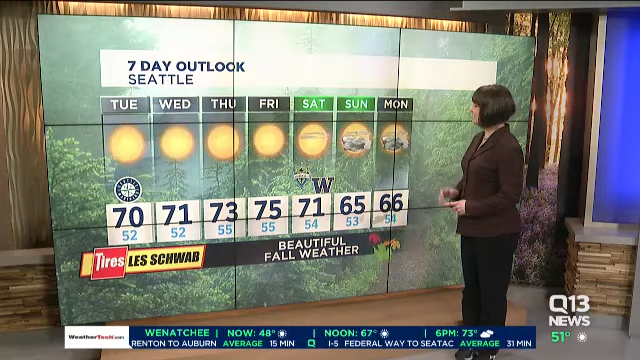 7 DAY OUTLOOK
SEATTLE
TUE WED THU FRI SAT SUN MON
W
70 71 73 75 71 65 66
52 52 55 55 54 53 54
Tires LES SCHWAB
BEAUTIFUL
FALL WEATHER
Q13
NEWS
51°
WeatherTech.com
WENATCHEE NOW: 48° NOON: 67° 6PM: 73°
RENTON TO AUBURN AVERAGE 15 MIN Q I-5 FEDERAL WAY TO SEATAC AVERAGE 31 MIN